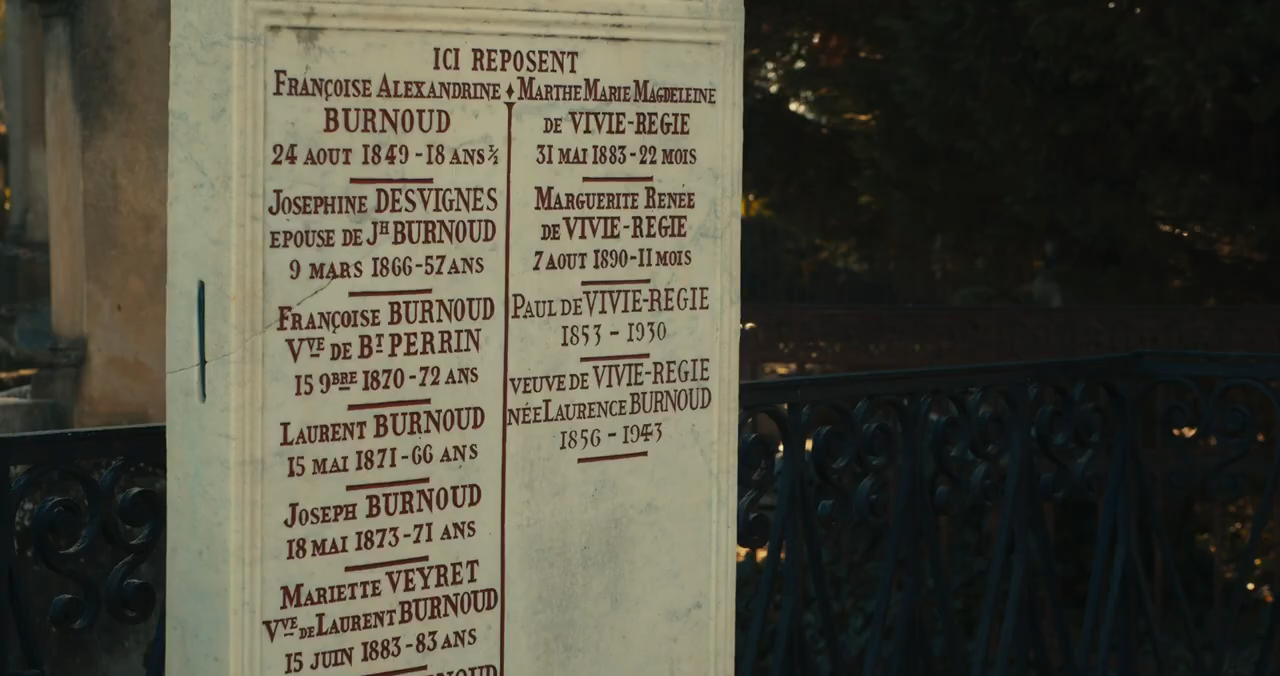 ICI REPOSENT
FRANÇOISE ALEXANDRINE
BURNOUD
24 AOUT 1849 - 18 ANS ½
JOSEPHINE DESVIGNES
EPOUSE DE Jᴴ BURNOUD
9 MARS 1866 - 57 ANS
FRANÇOISE BURNOUD
Vᵛᴱ DE Bᵀ PERRIN
15 9ᴮᴿᴱ 1870 - 72 ANS
LAURENT BURNOUD
15 MAI 1871 - 66 ANS
JOSEPH BURNOUD
18 MAI 1873 - 71 ANS
MARIETTE VEYRET
Vᵛᴱ DE LAURENT BURNOUD
15 JUIN 1883 - 83 ANS
MARTHE MARIE MAGDELEINE
DE VIVIE-REGIE
31 MAI 1883 - 22 MOIS
MARGUERITE RENÉE
DE VIVIE-REGIE
7 AOUT 1890 - 11 MOIS
PAUL DE VIVIE-REGIE
1853 - 1930
VEUVE DE VIVIE-REGIE
NÉE LAURENCE BURNOUD
1856 - 1943